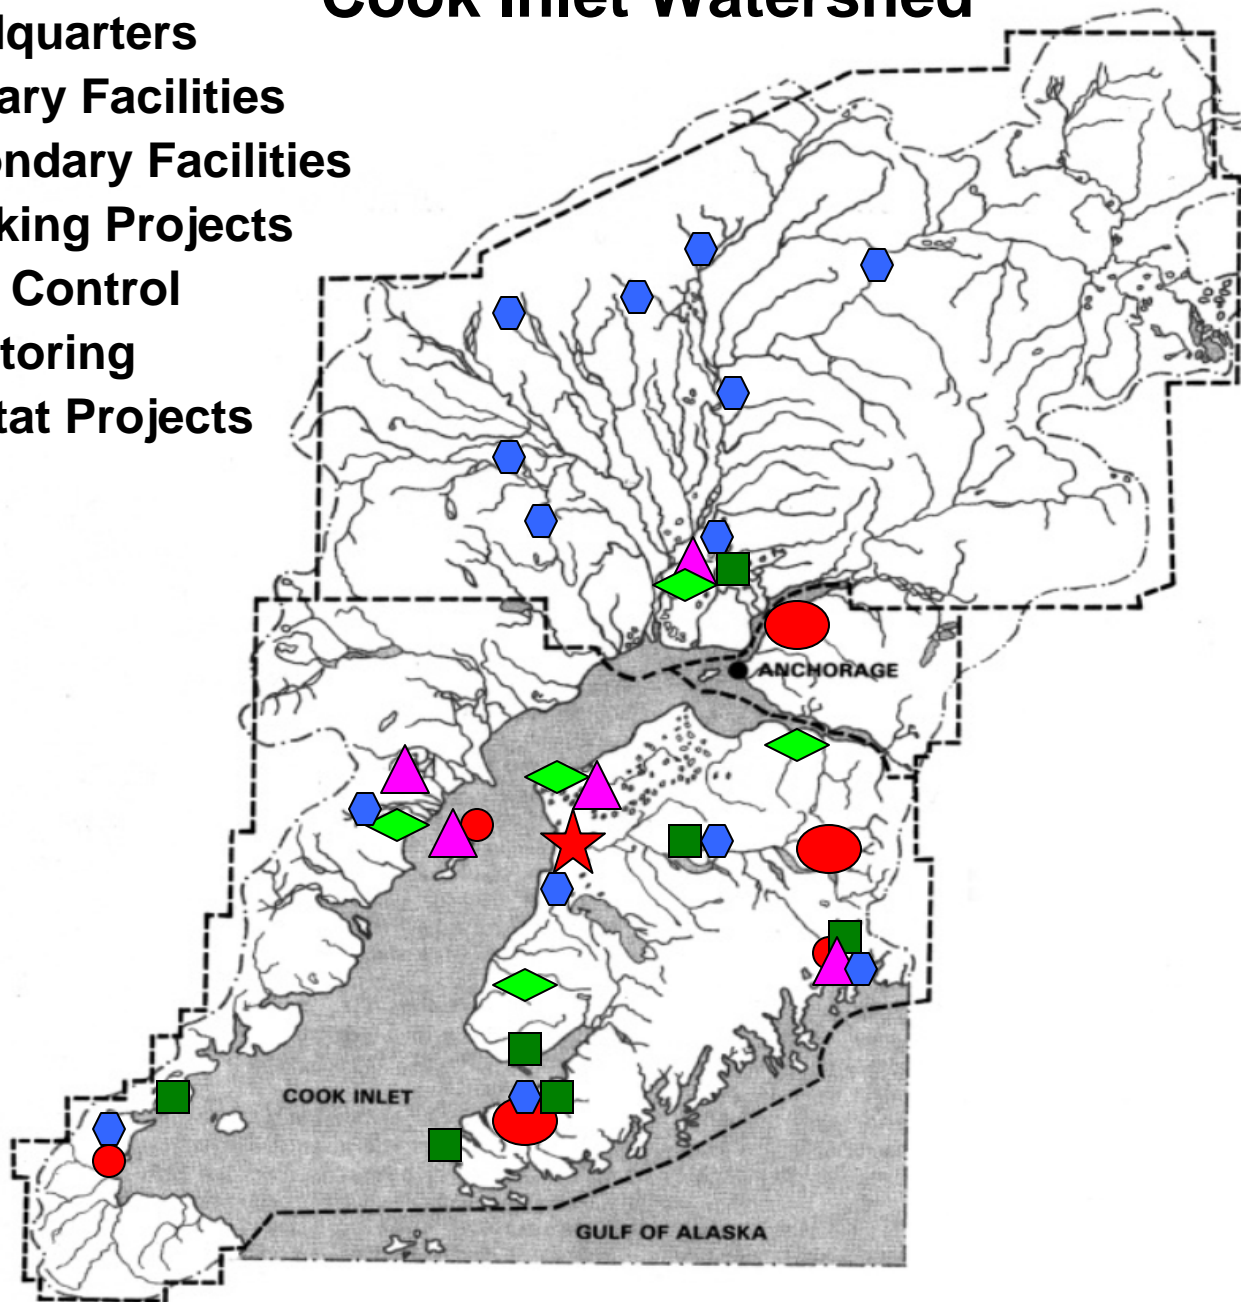 Cook Inlet Watershed
dquarters
ary Facilities
ondary Facilities
king Projects
Control
toring
tat Projects
ANCHORAGE
COOK INLET
GULF OF ALASKA